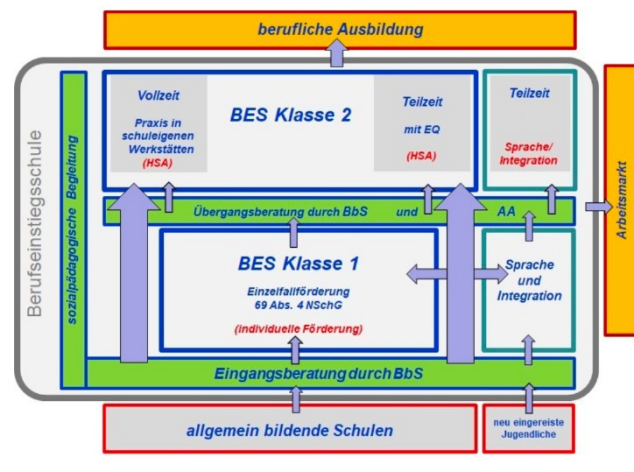 berufliche Ausbildung
Berufseinstiegsschule
sozialpädagogische Begleitung
Vollzeit
Praxis in
schuleigenen
Werkstätten
(HSA)
BES Klasse 2
Teilzeit
mit EQ
(HSA)
Teilzeit
Sprache/
Integration
Arbeitsmarkt
Übergangsberatung durch BbS und AA
BES Klasse 1
Einzelfallförderung
69 Abs. 4 NSchG
(individuelle Förderung)
Sprache
und
Integration
Eingangsberatung durch BbS
allgemein bildende Schulen
neu eingereiste
Jugendliche